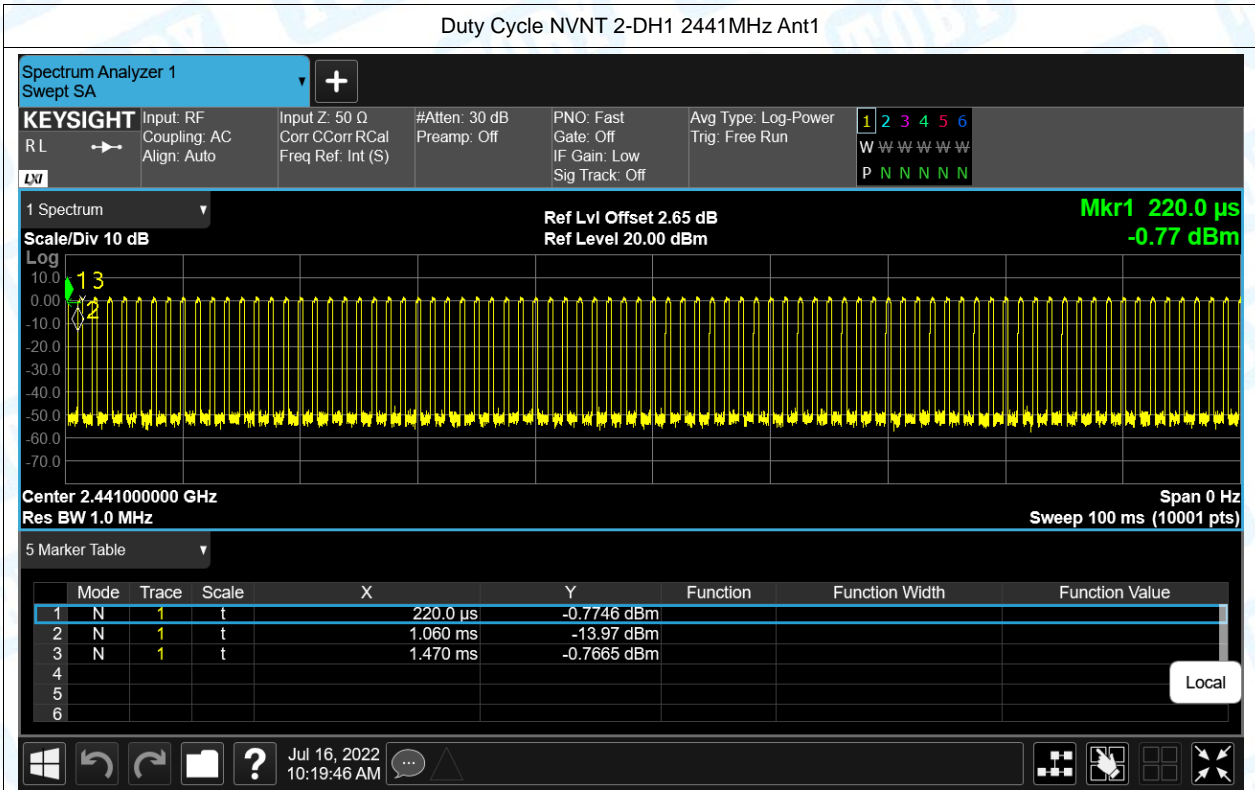 Duty Cycle NVNT 2-DH1 2441MHz Ant1
Spectrum Analyzer 1
Swept SA
+
KEYSIGHT Input: RF Input Z: 50 Ω #Atten: 30 dB PNO: Fast Avg Type: Log-Power 1 2 3 4 5 6
RL Coupling: AC Corr CCorr RCal Preamp: Off Gate: Off Trig: Free Run W W W W W W
Align: Auto Freq Ref: Int (S) IF Gain: Low
LXI Sig Track: Off P N N N N N
1 Spectrum Ref Lvl Offset 2.65 dB Mkr1 220.0 µs
Scale/Div 10 dB Ref Level 20.00 dBm -0.77 dBm
Log
10.0 1 3
0.00 2
-10.0
-20.0
-30.0
-40.0
-50.0
-60.0
-70.0
Center 2.441000000 GHz Span 0 Hz
Res BW 1.0 MHz Sweep 100 ms (10001 pts)
5 Marker Table
Mode Trace Scale X Y Function Function Width Function Value
1 N 1 t 220.0 µs -0.7746 dBm
2 N 1 t 1.060 ms -13.97 dBm
3 N 1 t 1.470 ms -0.7665 dBm
4
5
6
Local
? Jul 16, 2022
10:19:46 AM